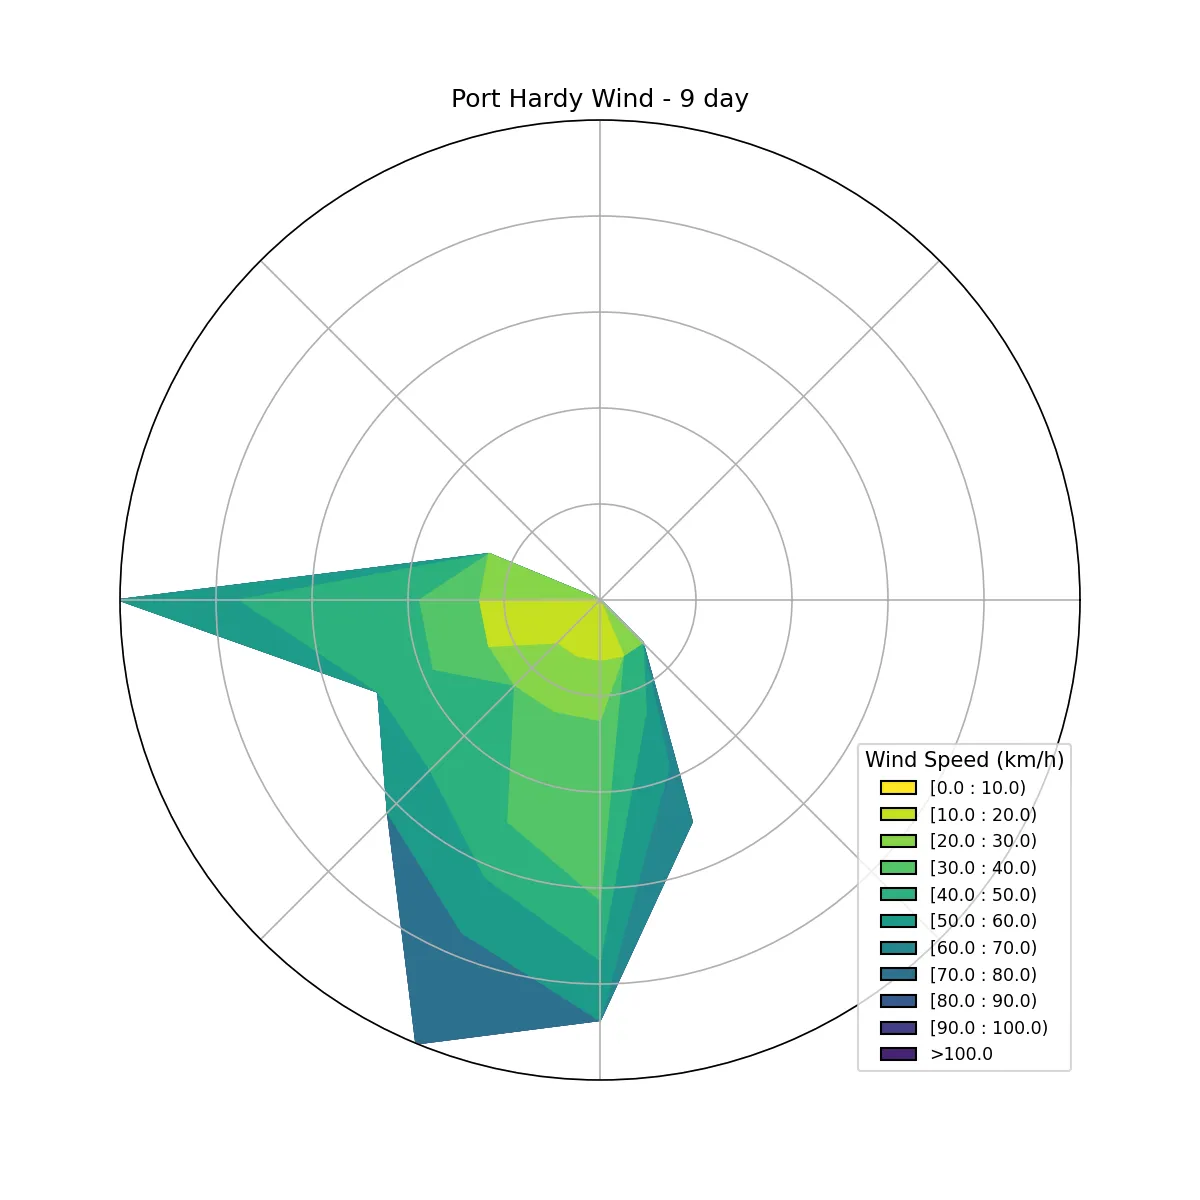 Port Hardy Wind - 9 day
Wind Speed (km/h)
[0.0 : 10.0)
[10.0 : 20.0)
[20.0 : 30.0)
[30.0 : 40.0)
[40.0 : 50.0)
[50.0 : 60.0)
[60.0 : 70.0)
[70.0 : 80.0)
[80.0 : 90.0)
[90.0 : 100.0)
>100.0